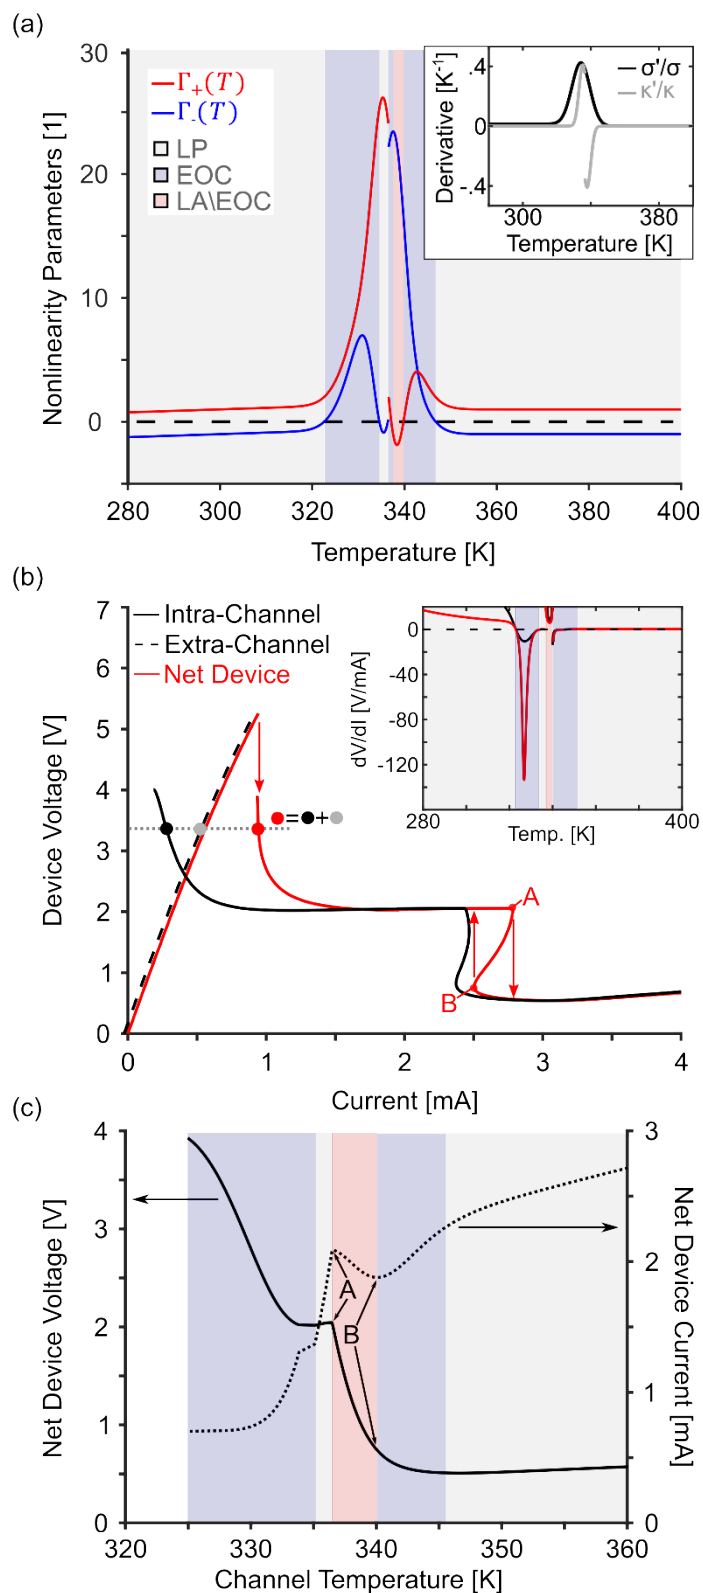 (a)
30
20
10
0
Nonlinearity Parameters [1]
Γ₊(T)
Γ₋(T)
LP
EOC
LA\EOC
.4
0
-.4
Derivative [K⁻¹]
σ'/σ
κ'/κ
300
380
Temperature [K]
280
300
320
340
360
380
400
Temperature [K]
(b)
7
6
5
4
3
2
1
0
Device Voltage [V]
Intra-Channel
Extra-Channel
Net Device
= +
A
B
0
-40
-80
-120
dV/dI [V/mA]
280
Temp. [K]
400
0
1
2
3
4
Current [mA]
(c)
4
3
2
1
0
Net Device Voltage [V]
A
B
3
2
1
0
Net Device Current [mA]
320
330
340
350
360
Channel Temperature [K]